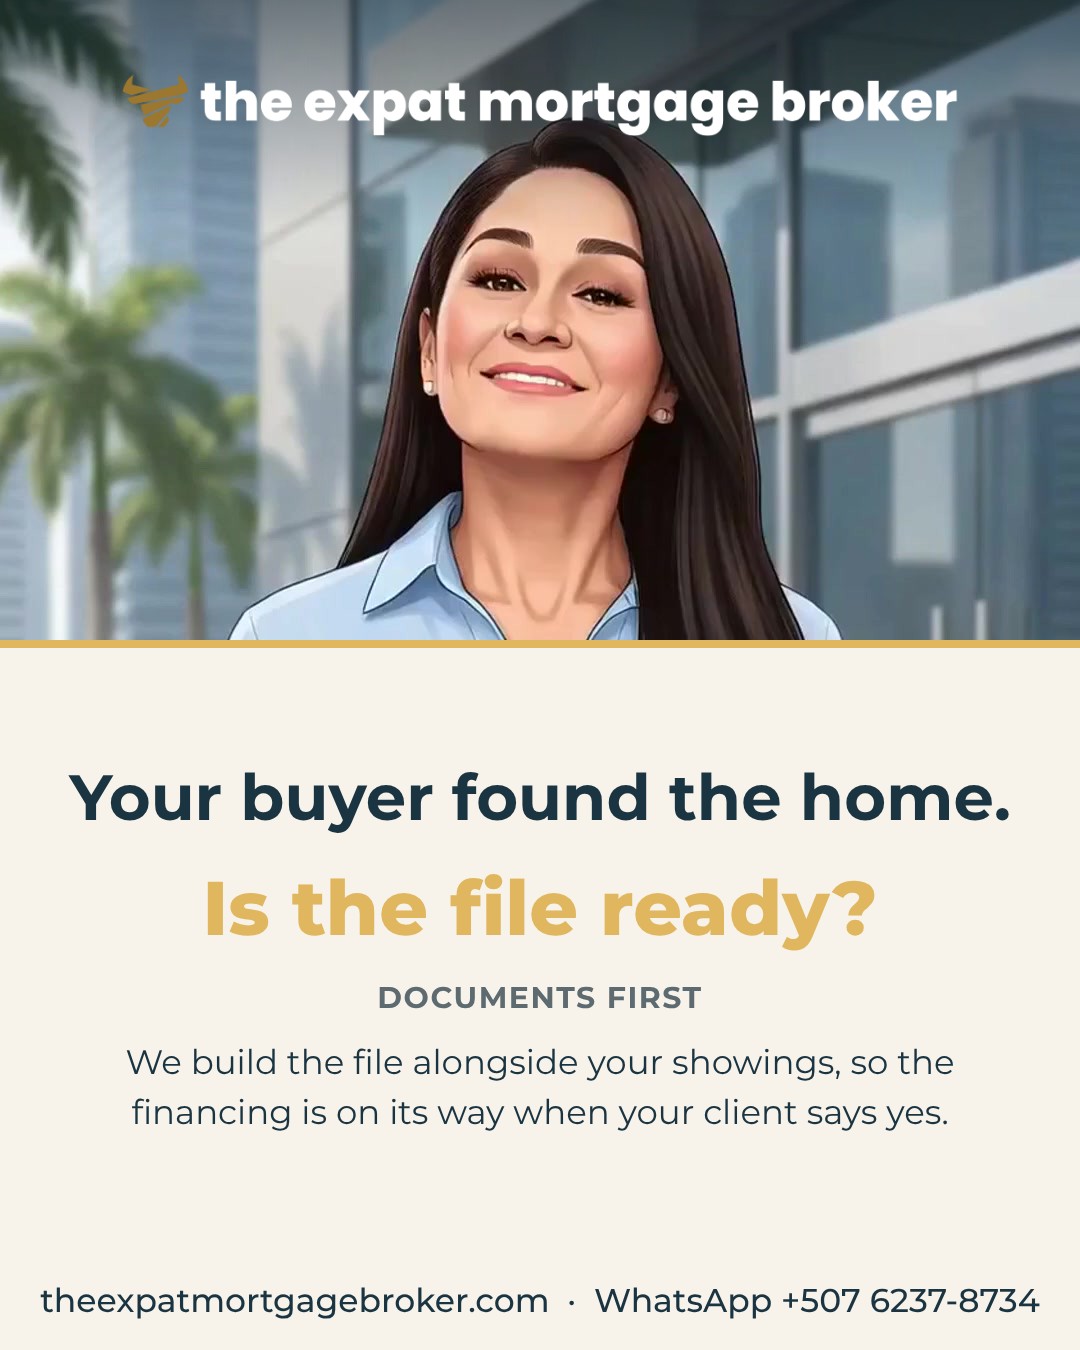 the expat mortgage broker
Your buyer found the home.
Is the file ready?
DOCUMENTS FIRST
We build the file alongside your showings, so the
financing is on its way when your client says yes.
theexpatmortgagebroker.com · WhatsApp +507 6237-8734